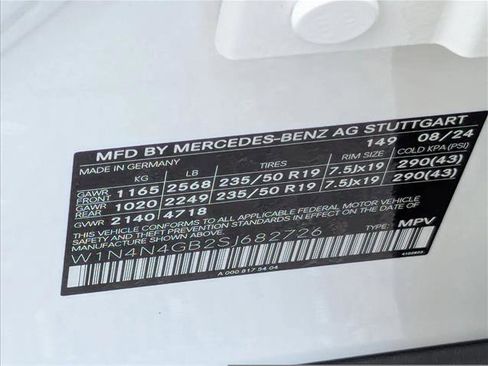 MFD BY MERCEDES-BENZ AG STUTTGART
MADE IN GERMANY 149 08/24
KG LB TIRES RIM SIZE COLD KPA (PSI)
GAWR FRONT 1165 2568 235/50 R19 7.5Jx19 290(43)
GAWR REAR 1020 2249 235/50 R19 7.5Jx19 290(43)
GVWR 2140 4718
THIS VEHICLE CONFORMS TO ALL APPLICABLE FEDERAL MOTOR VEHICLE
SAFETY AND THEFT PREVENTION STANDARDS IN EFFECT ON THE DATE OF
MANUFACTURE SHOWN ABOVE.
W1N4N4GB2SJ682726 TYPE: MPV
A 000 817 54 04